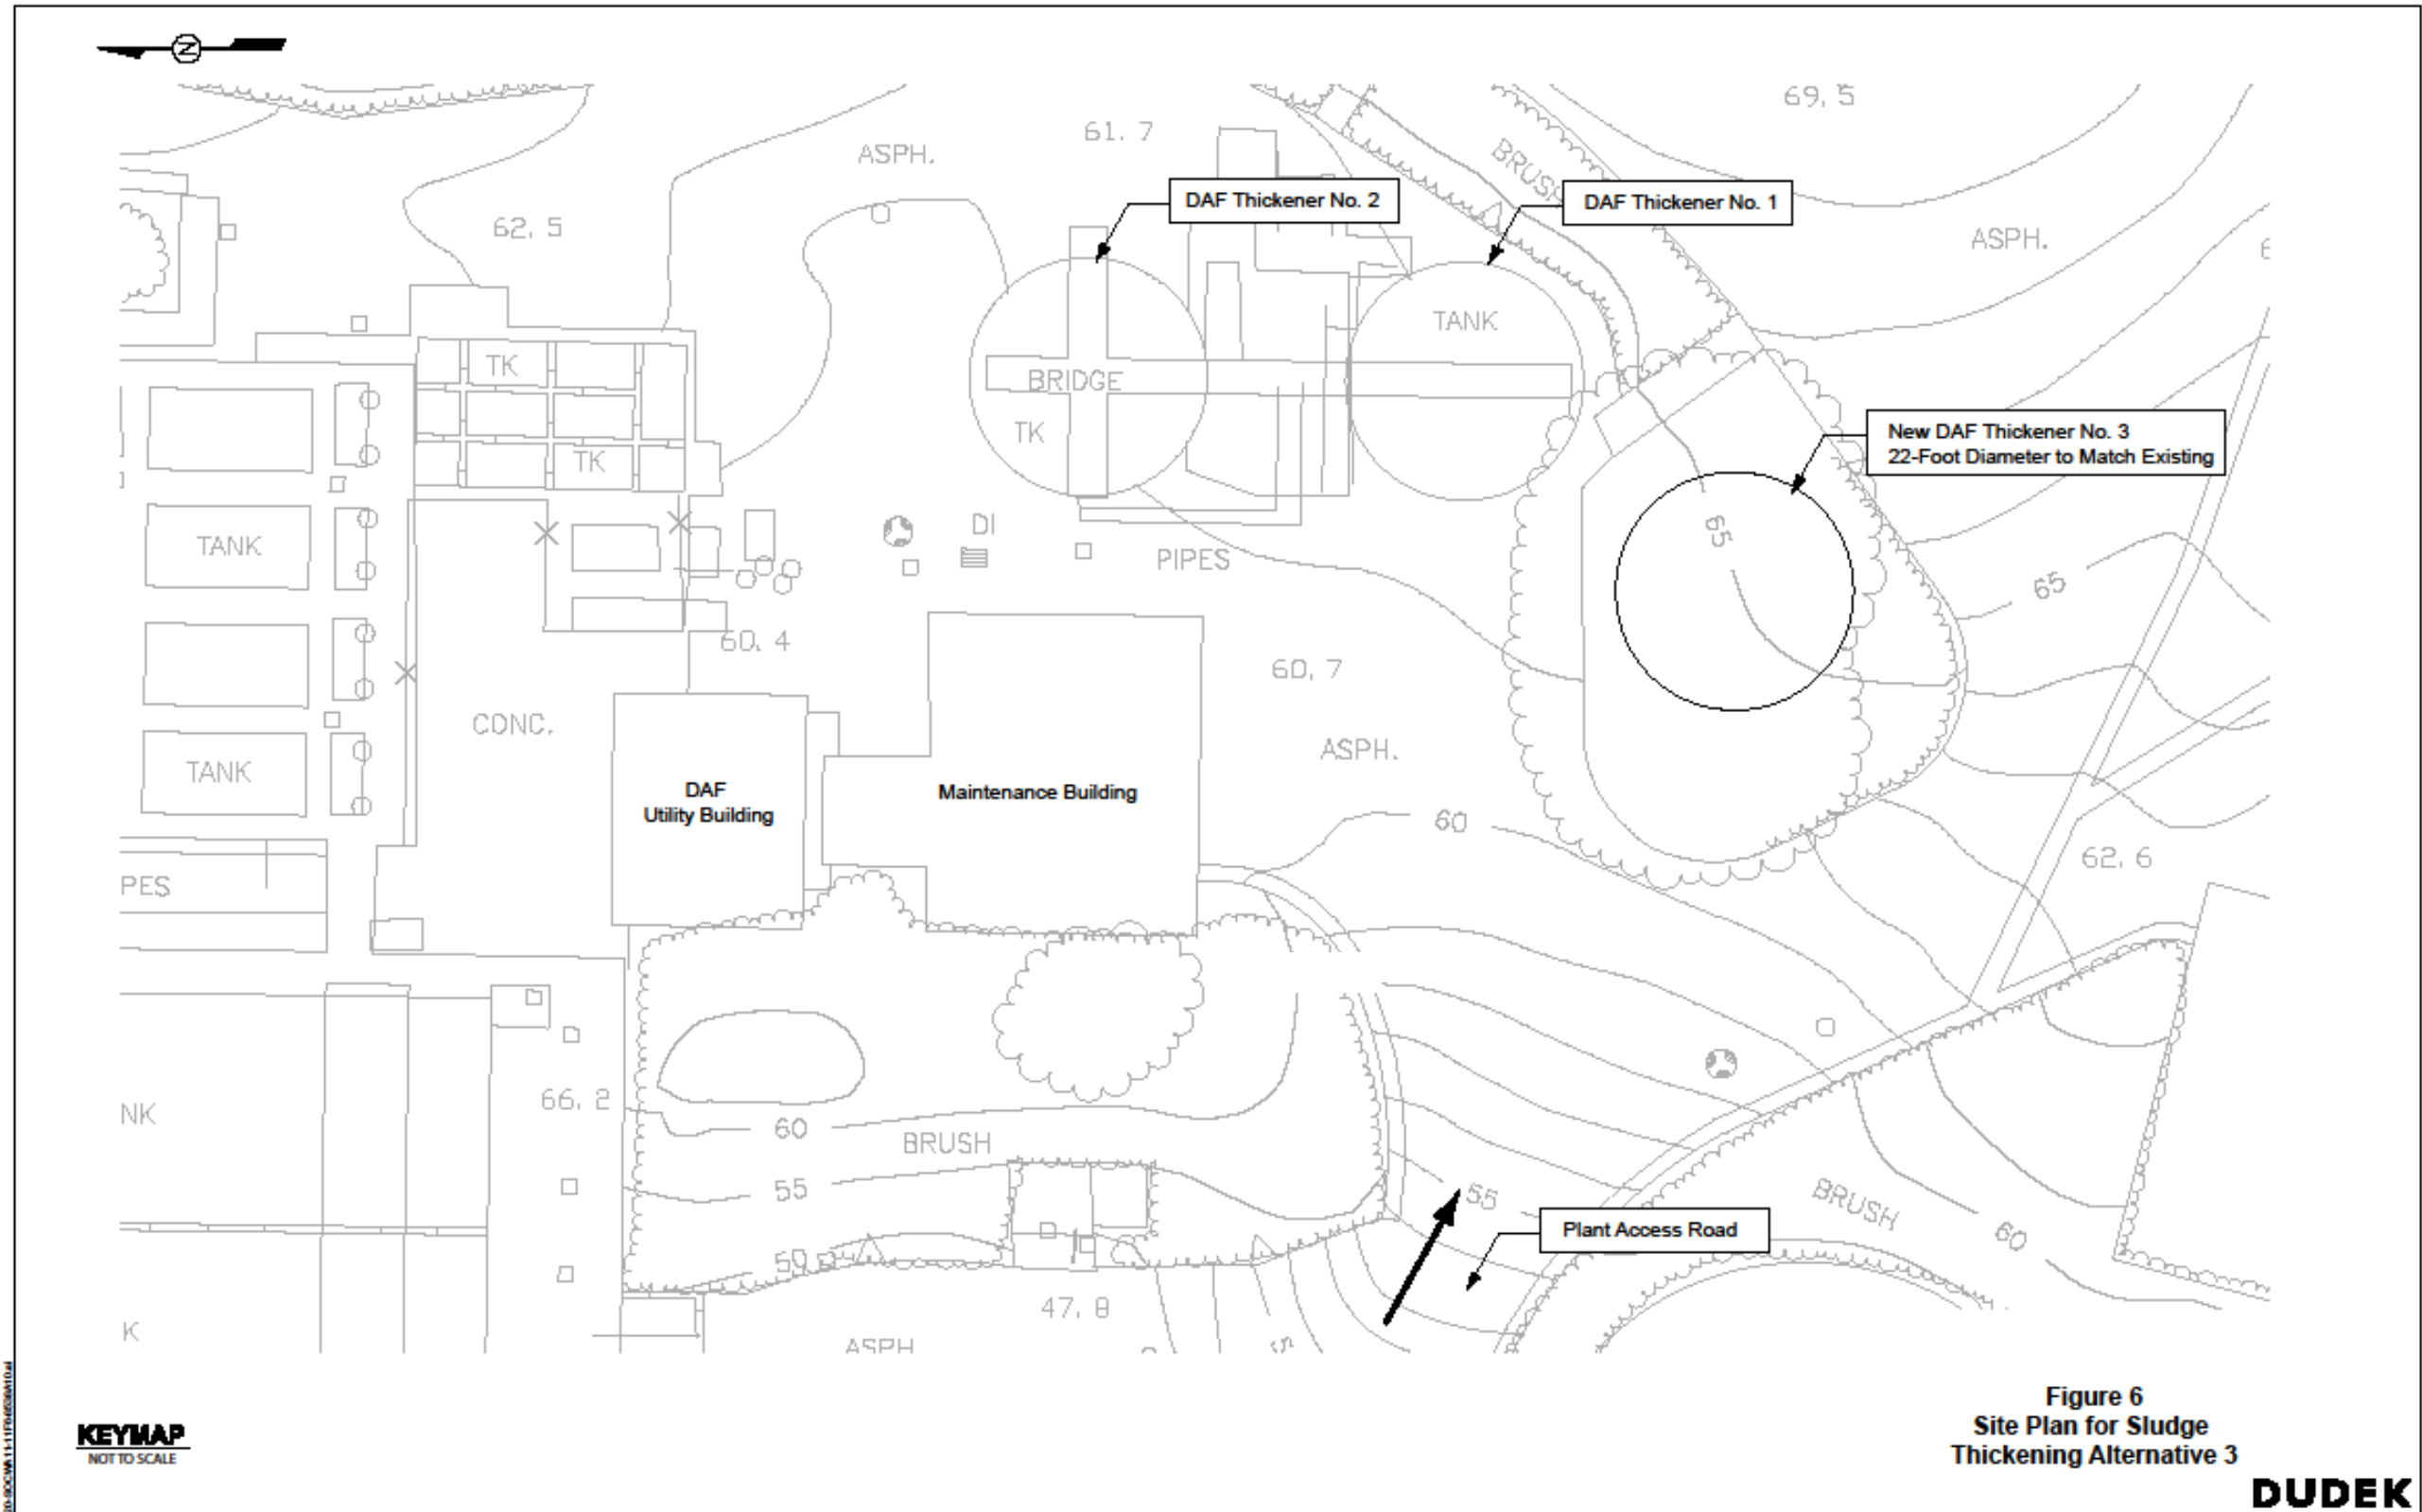 N
69.5
61.7
ASPH.
BRUSH
DAF Thickener No. 2
DAF Thickener No. 1
62.5
ASPH.
6
TANK
TK
BRIDGE
TK
New DAF Thickener No. 3
22-Foot Diameter to Match Existing
TK
65
DI
TANK
PIPES
65
60.4
60.7
CONC.
ASPH.
TANK
DAF
Utility Building
Maintenance Building
60
62.6
PES
66.2
NK
60
BRUSH
55
55
BRUSH
Plant Access Road
60
50
47.8
K
ASPH
5
Figure 6
Site Plan for Sludge
Thickening Alternative 3
KEYMAP
NOT TO SCALE
DUDEK